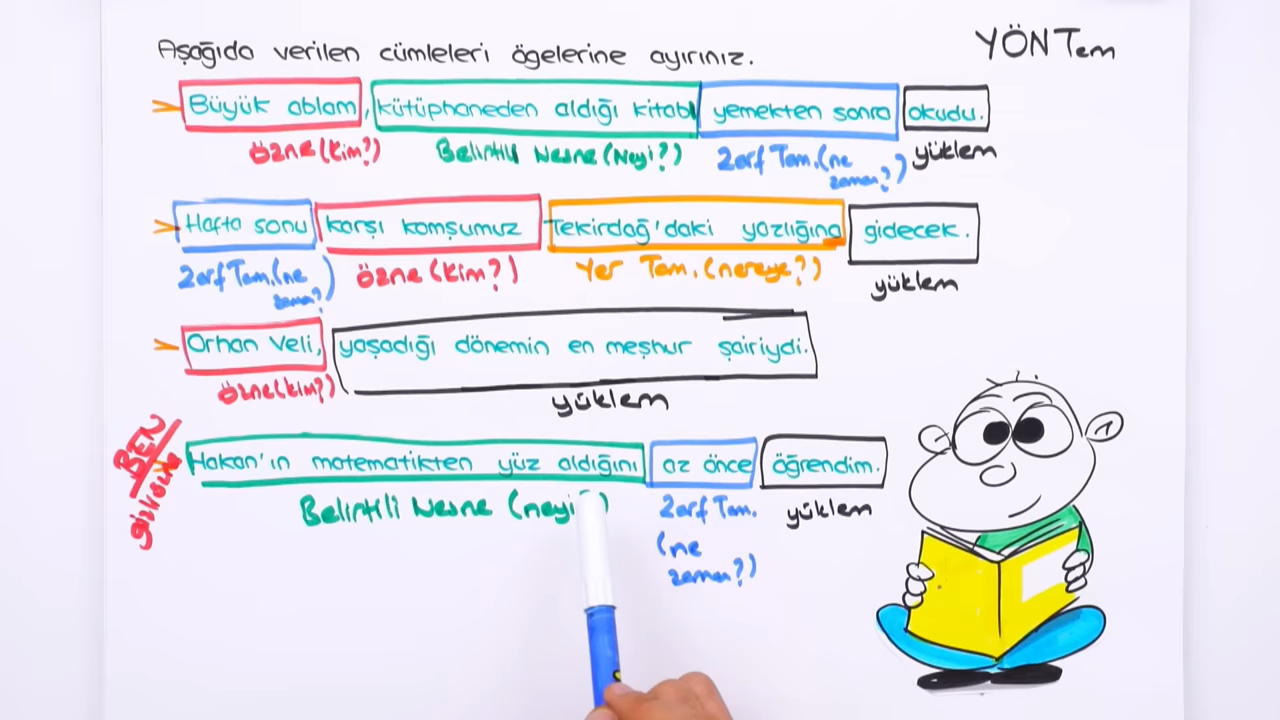 Aşağıda verilen cümleleri ögelerine ayırınız.
YÖNTem
Büyük ablam, kütüphaneden aldığı kitabı yemekten sonra okudu.
Özne (Kim?) Belirtili Nesne (Neyi?) Zarf Tam. (ne zaman?) yüklem
Hafta sonu karşı komşumuz Tekirdağ'daki yazlığına gidecek.
Zarf Tam. (ne zaman?) Özne (Kim?) Yer Tam. (nereye?) yüklem
Orhan Veli, yaşadığı dönemin en meşhur şairiydi.
Özne (Kim?) yüklem
BEN
gizli özne
Hakan'ın matematikten yüz aldığını az önce öğrendim.
Belirtili Nesne (neyi?) Zarf Tam. yüklem
(ne
zaman?)